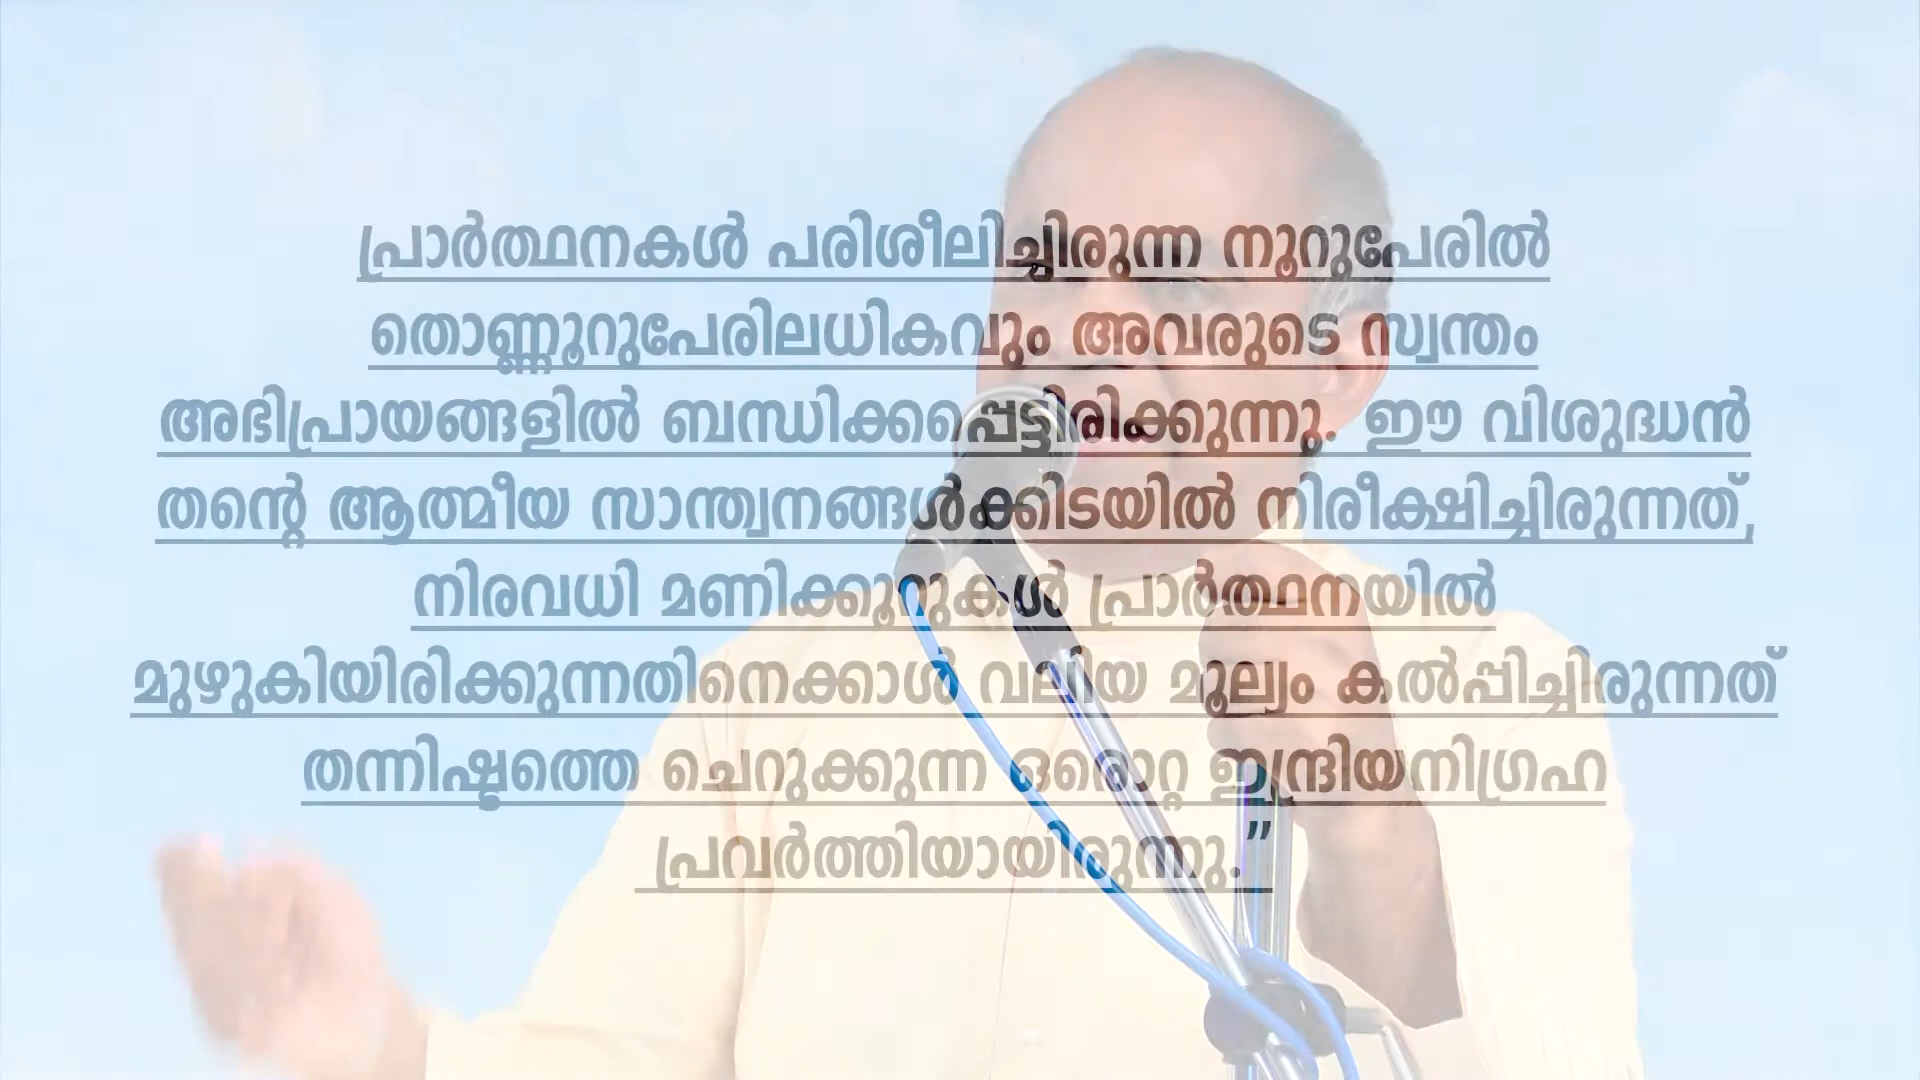 പ്രാർത്ഥനകൾ പരിശീലിച്ചിരുന്ന നൂറുപേരിൽ
തൊണ്ണൂറുപേരിലധികവും അവരുടെ സ്വന്തം
അഭിപ്രായങ്ങളിൽ ബന്ധിക്കപ്പെട്ടിരിക്കുന്നു. ഈ വിശുദ്ധൻ
തന്റെ ആത്മീയ സാന്ത്വനങ്ങൾക്കിടയിൽ നിരീക്ഷിച്ചിരുന്നത്,
നിരവധി മണിക്കൂറുകൾ പ്രാർത്ഥനയിൽ
മുഴുകിയിരിക്കുന്നതിനെക്കാൾ വലിയ മൂല്യം കൽപ്പിച്ചിരുന്നത്
തന്നിഷ്ടത്തെ ചെറുക്കുന്ന ഒരൊറ്റ ഇന്ദ്രിയനിഗ്രഹ
പ്രവർത്തിയായിരുന്നു.”